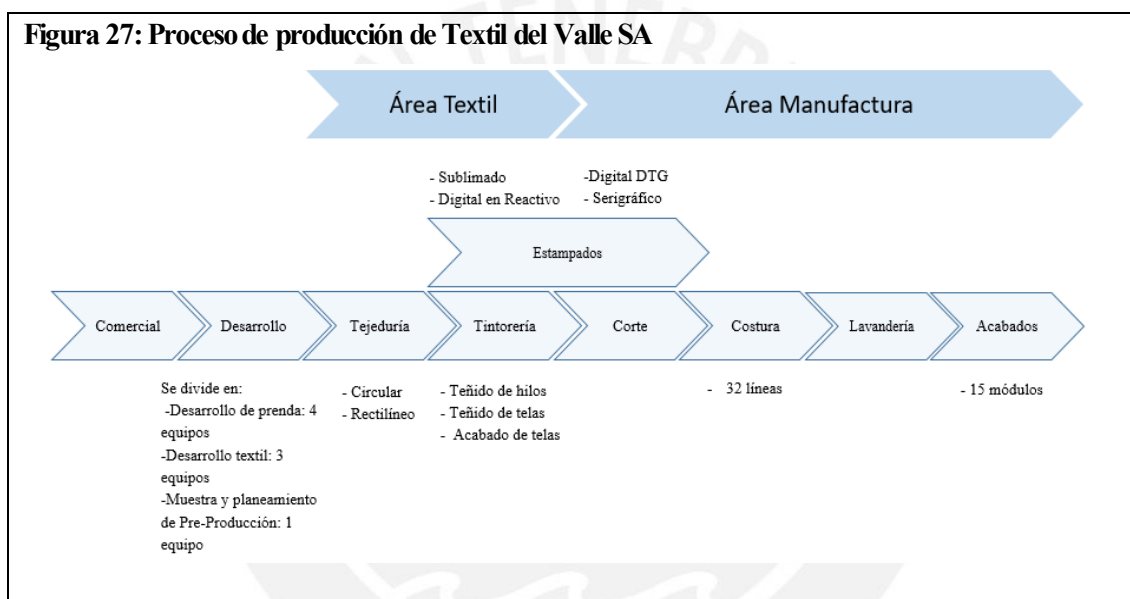 Figura 27: Proceso de producción de Textil del Valle SA
Área Textil
Área Manufactura
- Sublimado
- Digital en Reactivo
-Digital DTG
- Serigráfico
Estampados
Comercial
Desarrollo
Tejeduría
Tintorería
Corte
Costura
Lavandería
Acabados
Se divide en:
-Desarrollo de prenda: 4
equipos
-Desarrollo textil: 3
equipos
-Muestra y planeamiento
de Pre-Producción: 1
equipo
- Circular
- Rectilíneo
- Teñido de hilos
- Teñido de telas
- Acabado de telas
- 32 líneas
- 15 módulos